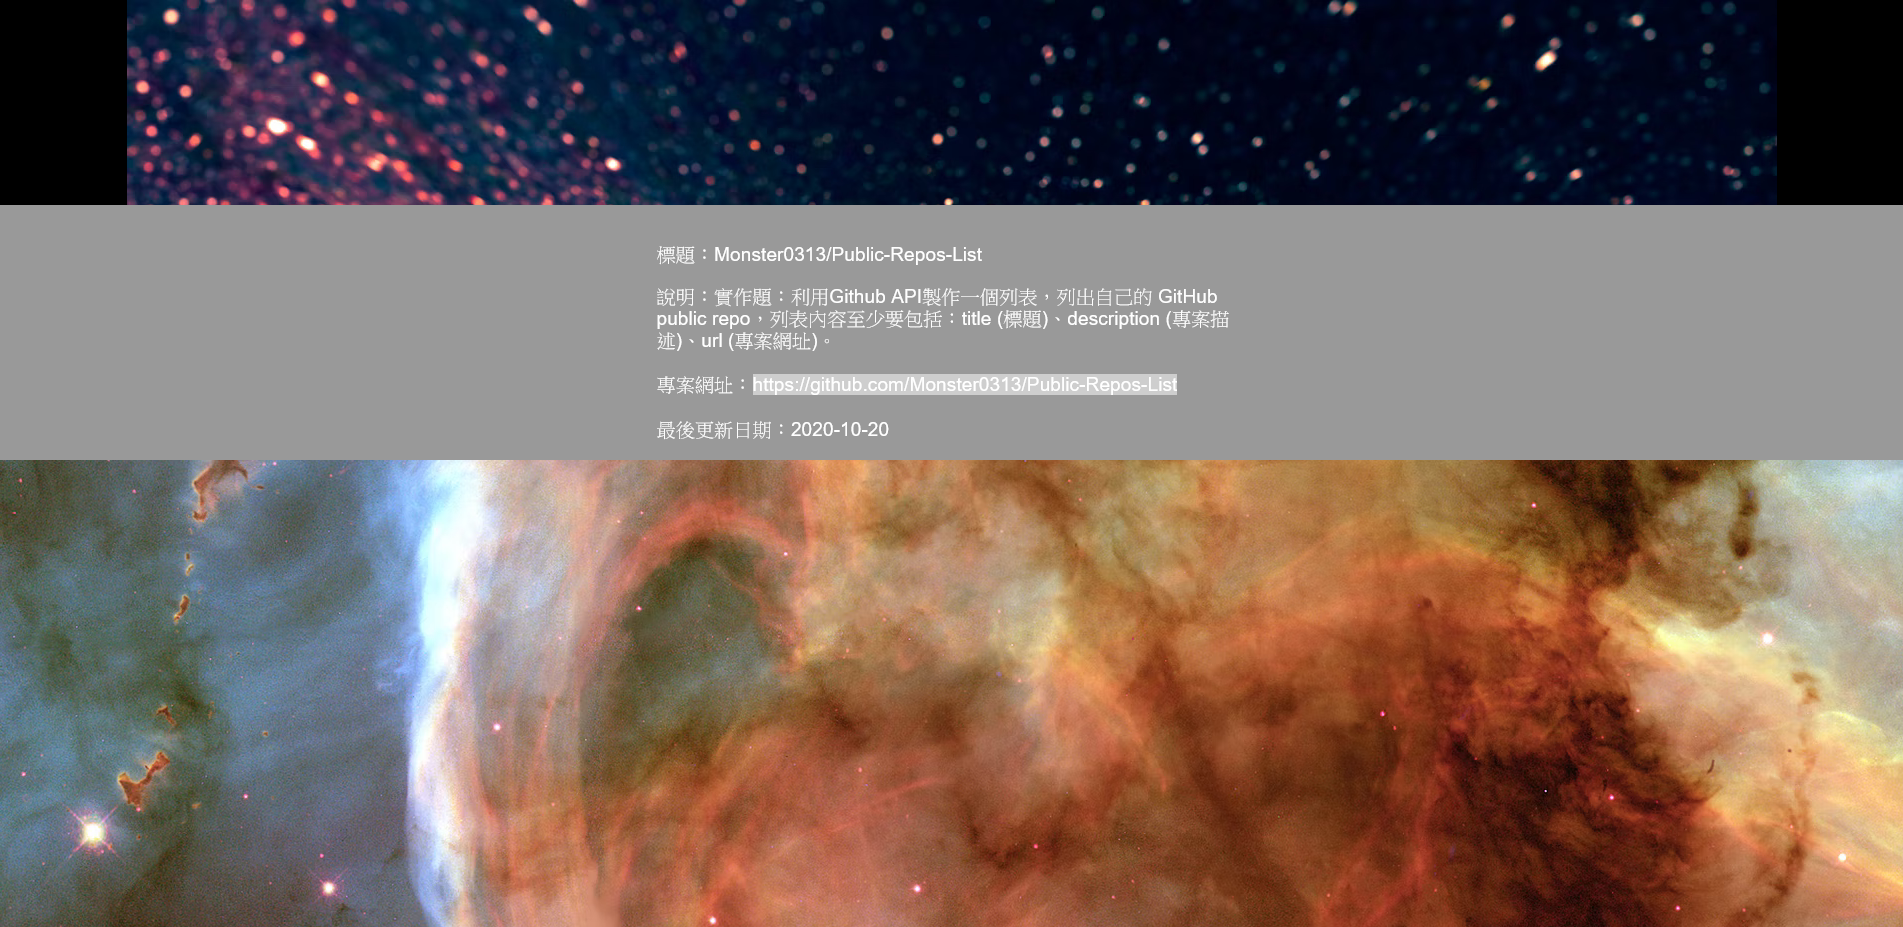 標題：Monster0313/Public-Repos-List
說明：實作題：利用Github API製作一個列表，列出自己的 GitHub
public repo，列表內容至少要包括：title (標題)、description (專案描
述)、url (專案網址)。
專案網址：https://github.com/Monster0313/Public-Repos-List
最後更新日期：2020-10-20